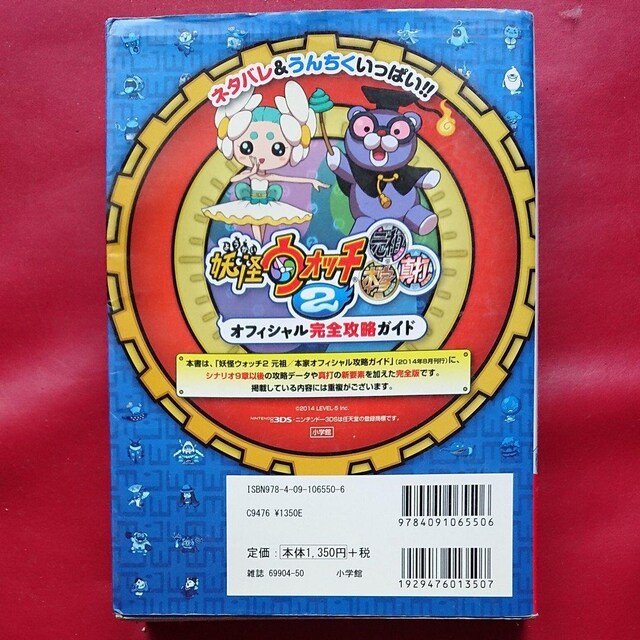 ネタバレ&うんちくいっぱい!!
ようかい
妖怪ウォッチ2
元祖
本家
真打
オフィシャル完全攻略ガイド
本書は、「妖怪ウォッチ2 元祖/本家オフィシャル攻略ガイド」(2014年8月刊行)に、
シナリオ9章以後の攻略データや真打の新要素を加えた完全版です。
掲載している内容には重複がございます。
©2014 LEVEL-5 Inc.
NINTENDO3DS・ニンテンドー3DSは任天堂の登録商標です。
小学館
ISBN978-4-09-106550-6
C9476 ¥1350E
定価:本体1,350円+税
雑誌 69904-50 小学館
9784091065506
1929476013507